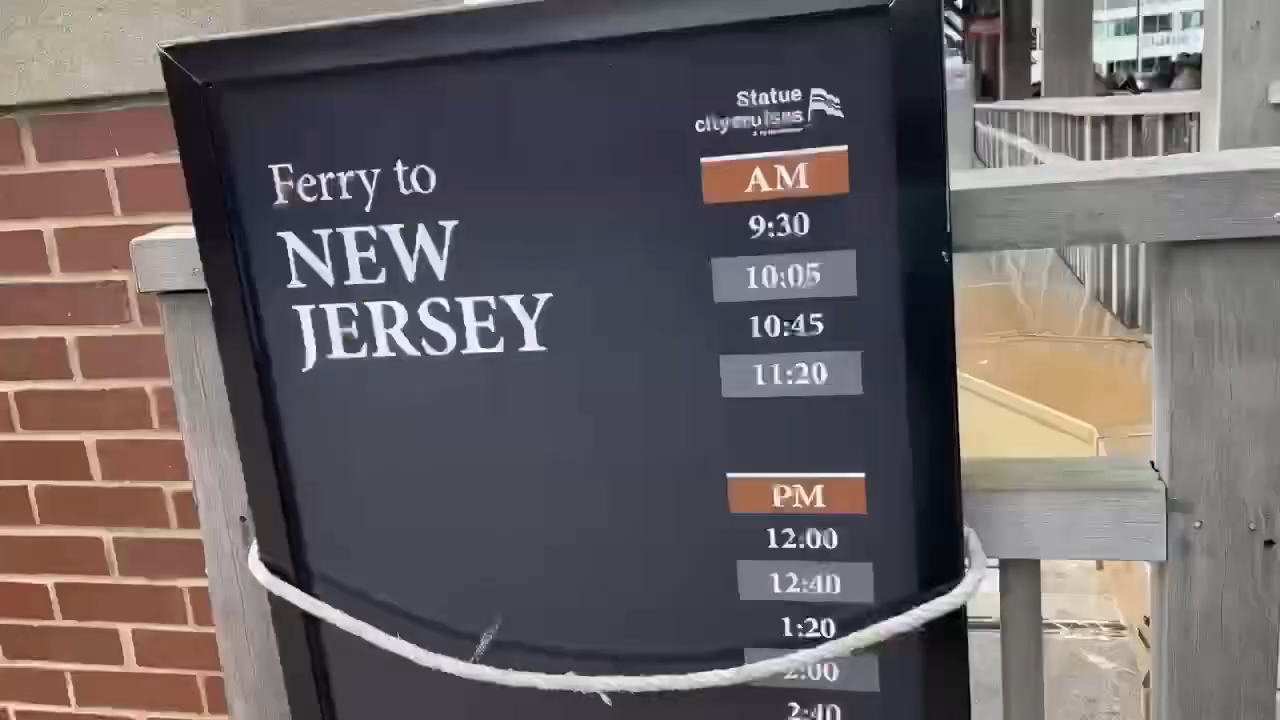 Statue
city cruises
Ferry to
NEW
JERSEY
AM
9:30
10:05
10:45
11:20
PM
12:00
12:40
1:20
2:00
2:40